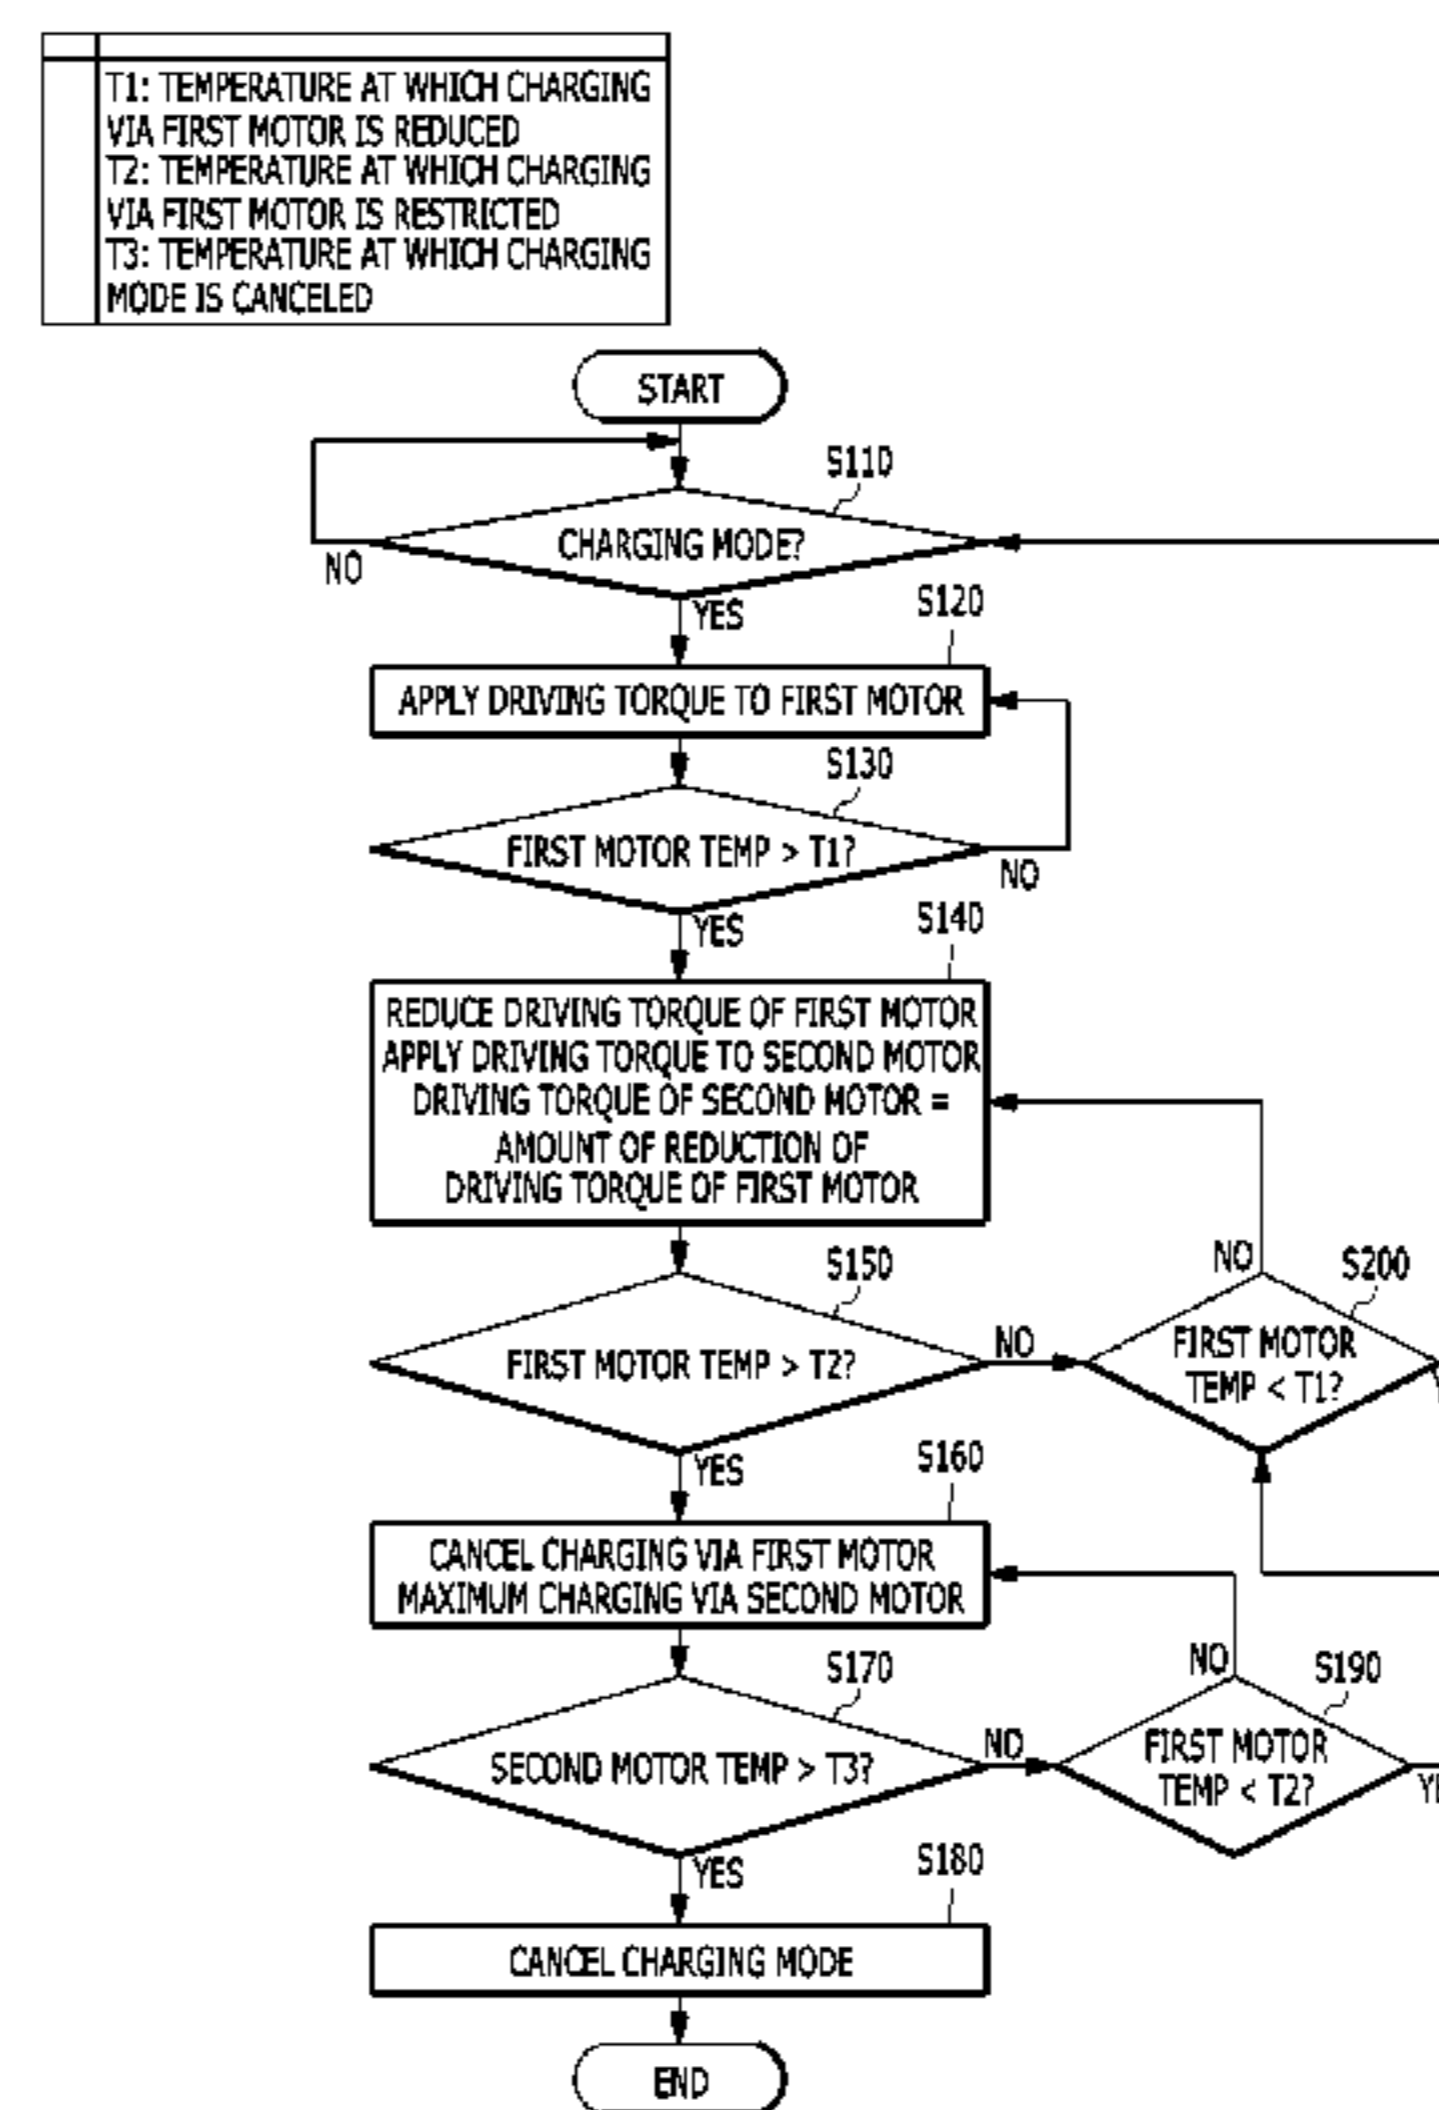 T1: TEMPERATURE AT WHICH CHARGING
VIA FIRST MOTOR IS REDUCED
T2: TEMPERATURE AT WHICH CHARGING
VIA FIRST MOTOR IS RESTRICTED
T3: TEMPERATURE AT WHICH CHARGING
MODE IS CANCELED
START
S110
CHARGING MODE?
NO
YES
S120
APPLY DRIVING TORQUE TO FIRST MOTOR
S130
FIRST MOTOR TEMP > T1?
NO
YES
S140
REDUCE DRIVING TORQUE OF FIRST MOTOR
APPLY DRIVING TORQUE TO SECOND MOTOR
DRIVING TORQUE OF SECOND MOTOR =
AMOUNT OF REDUCTION OF
DRIVING TORQUE OF FIRST MOTOR
S150
FIRST MOTOR TEMP > T2?
NO
YES
NO
S200
FIRST MOTOR
TEMP < T1?
S160
CANCEL CHARGING VIA FIRST MOTOR
MAXIMUM CHARGING VIA SECOND MOTOR
S170
SECOND MOTOR TEMP > T3?
NO
YES
NO
S190
FIRST MOTOR
TEMP < T2?
S180
CANCEL CHARGING MODE
END